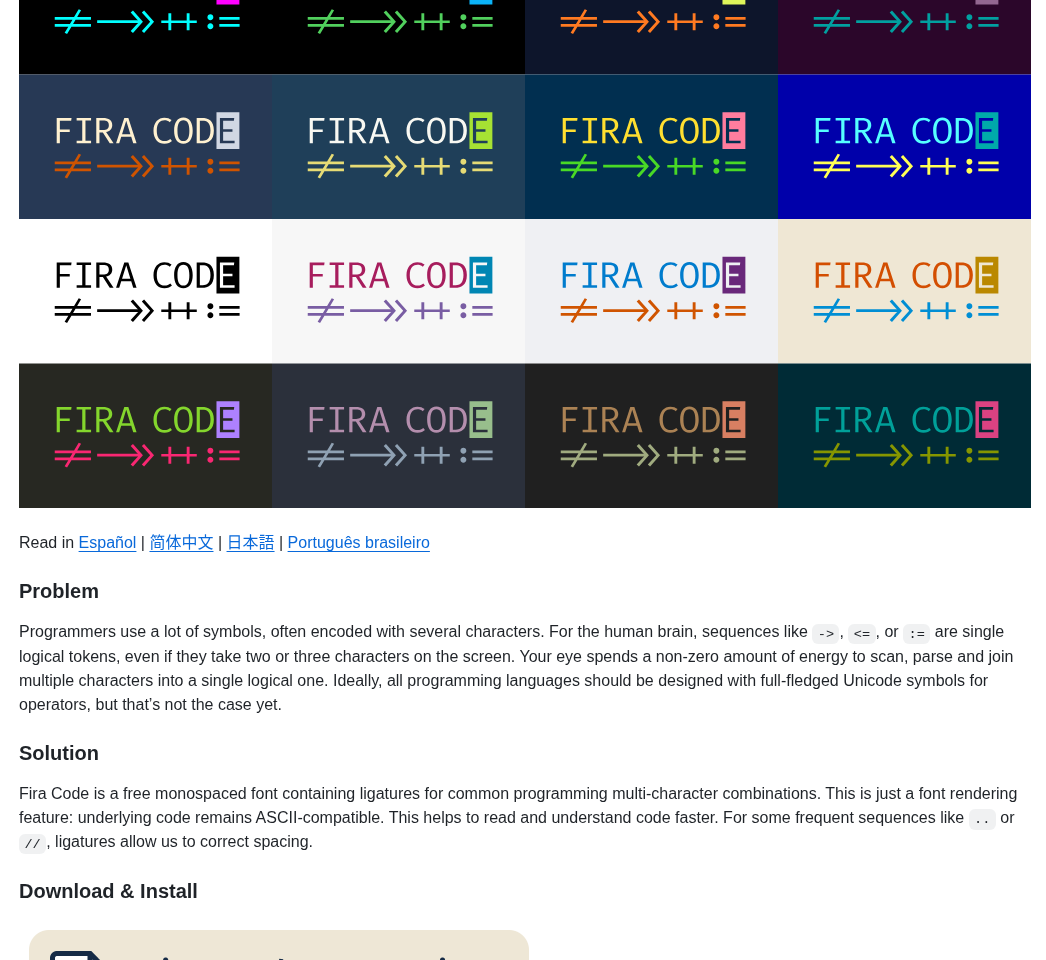 ≠ ->> ++ := ≠ ->> ++ := ≠ ->> ++ := ≠ ->> ++ :=
FIRA CODE FIRA CODE FIRA CODE FIRA CODE
≠ ->> ++ := ≠ ->> ++ := ≠ ->> ++ := ≠ ->> ++ :=
FIRA CODE FIRA CODE FIRA CODE FIRA CODE
≠ ->> ++ := ≠ ->> ++ := ≠ ->> ++ := ≠ ->> ++ :=
FIRA CODE FIRA CODE FIRA CODE FIRA CODE
≠ ->> ++ := ≠ ->> ++ := ≠ ->> ++ := ≠ ->> ++ :=
Read in Español | 简体中文 | 日本語 | Português brasileiro
Problem
Programmers use a lot of symbols, often encoded with several characters. For the human brain, sequences like ->, <=, or := are single
logical tokens, even if they take two or three characters on the screen. Your eye spends a non-zero amount of energy to scan, parse and join
multiple characters into a single logical one. Ideally, all programming languages should be designed with full-fledged Unicode symbols for
operators, but that’s not the case yet.
Solution
Fira Code is a free monospaced font containing ligatures for common programming multi-character combinations. This is just a font rendering
feature: underlying code remains ASCII-compatible. This helps to read and understand code faster. For some frequent sequences like .. or
//, ligatures allow us to correct spacing.
Download & Install